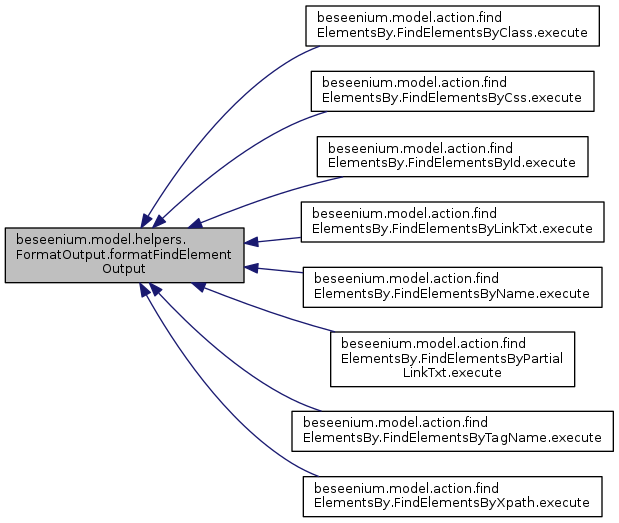 beseenium.model.action.find
ElementsBy.FindElementsByClass.execute
beseenium.model.action.find
ElementsBy.FindElementsByCss.execute
beseenium.model.action.find
ElementsBy.FindElementsById.execute
beseenium.model.action.find
ElementsBy.FindElementsByLinkTxt.execute
beseenium.model.helpers.
FormatOutput.formatFindElement
Output
beseenium.model.action.find
ElementsBy.FindElementsByName.execute
beseenium.model.action.find
ElementsBy.FindElementsByPartial
LinkTxt.execute
beseenium.model.action.find
ElementsBy.FindElementsByTagName.execute
beseenium.model.action.find
ElementsBy.FindElementsByXpath.execute